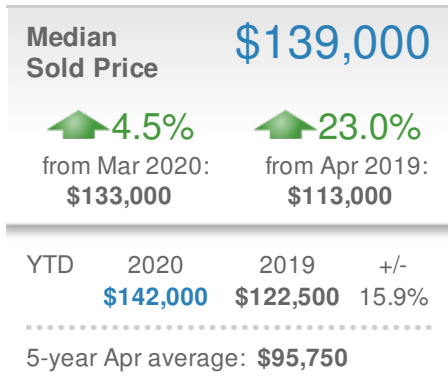 Median $139,000
Sold Price
4.5% 23.0%
from Mar 2020: from Apr 2019:
$133,000 $113,000
YTD 2020 2019 +/-
$142,000 $122,500 15.9%
5-year Apr average: $95,750